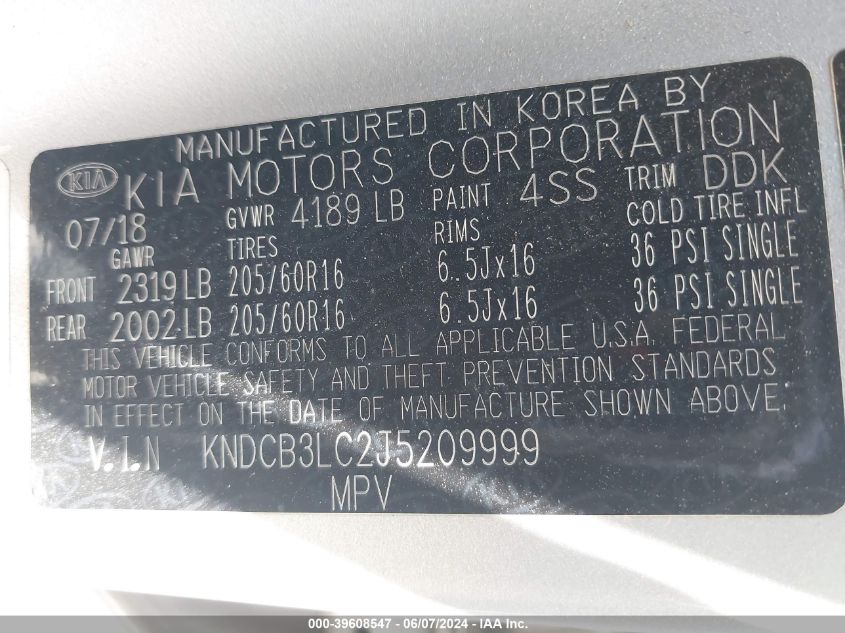 MANUFACTURED IN KOREA BY
KIA KIA MOTORS CORPORATION
07/18 GVWR 4189 LB PAINT 4SS TRIM DDK
GAWR TIRES RIMS COLD TIRE INFL
FRONT 2319 LB 205/60R16 6.5Jx16 36 PSI SINGLE
REAR 2002 LB 205/60R16 6.5Jx16 36 PSI SINGLE
THIS VEHICLE CONFORMS TO ALL APPLICABLE U.S.A. FEDERAL
MOTOR VEHICLE SAFETY AND THEFT PREVENTION STANDARDS
IN EFFECT ON THE DATE OF MANUFACTURE SHOWN ABOVE.
V.I.N KNDCB3LC2J5209999
MPV
000-39608547 - 06/07/2024 - IAA Inc.